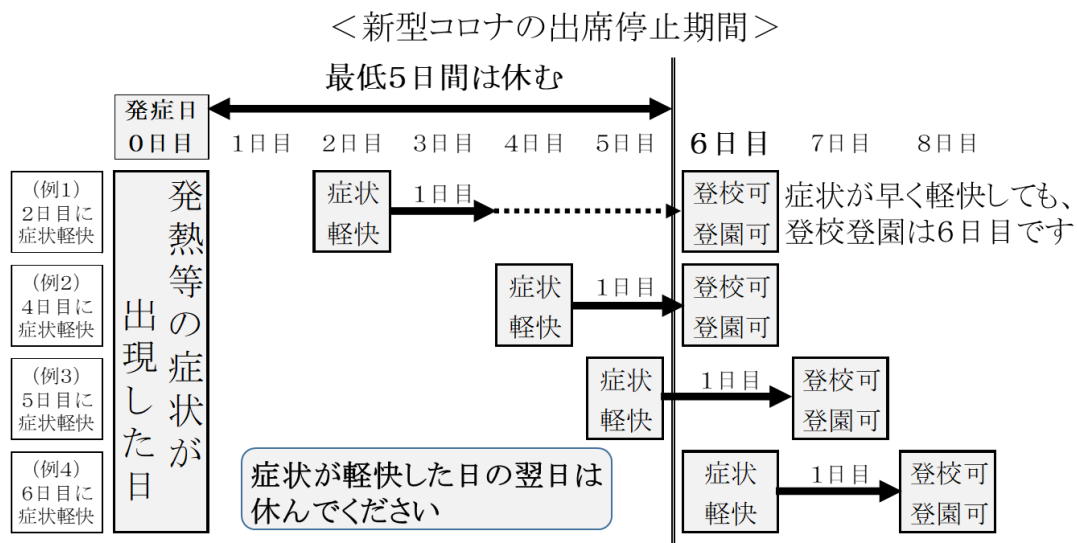 ＜新型コロナの出席停止期間＞
最低５日間は休む
発症日
０日目
１日目
２日目
３日目
４日目
５日目
６日目
７日目
８日目
発熱等の症状が
出現した日
（例1）
2日目に
症状軽快
症状
軽快
１日目
登校可
登園可
症状が早く軽快しても、
登校登園は６日目です
（例2）
4日目に
症状軽快
症状
軽快
１日目
登校可
登園可
（例3）
5日目に
症状軽快
症状
軽快
１日目
登校可
登園可
（例4）
6日目に
症状軽快
症状
軽快
１日目
登校可
登園可
症状が軽快した日の翌日は
休んでください